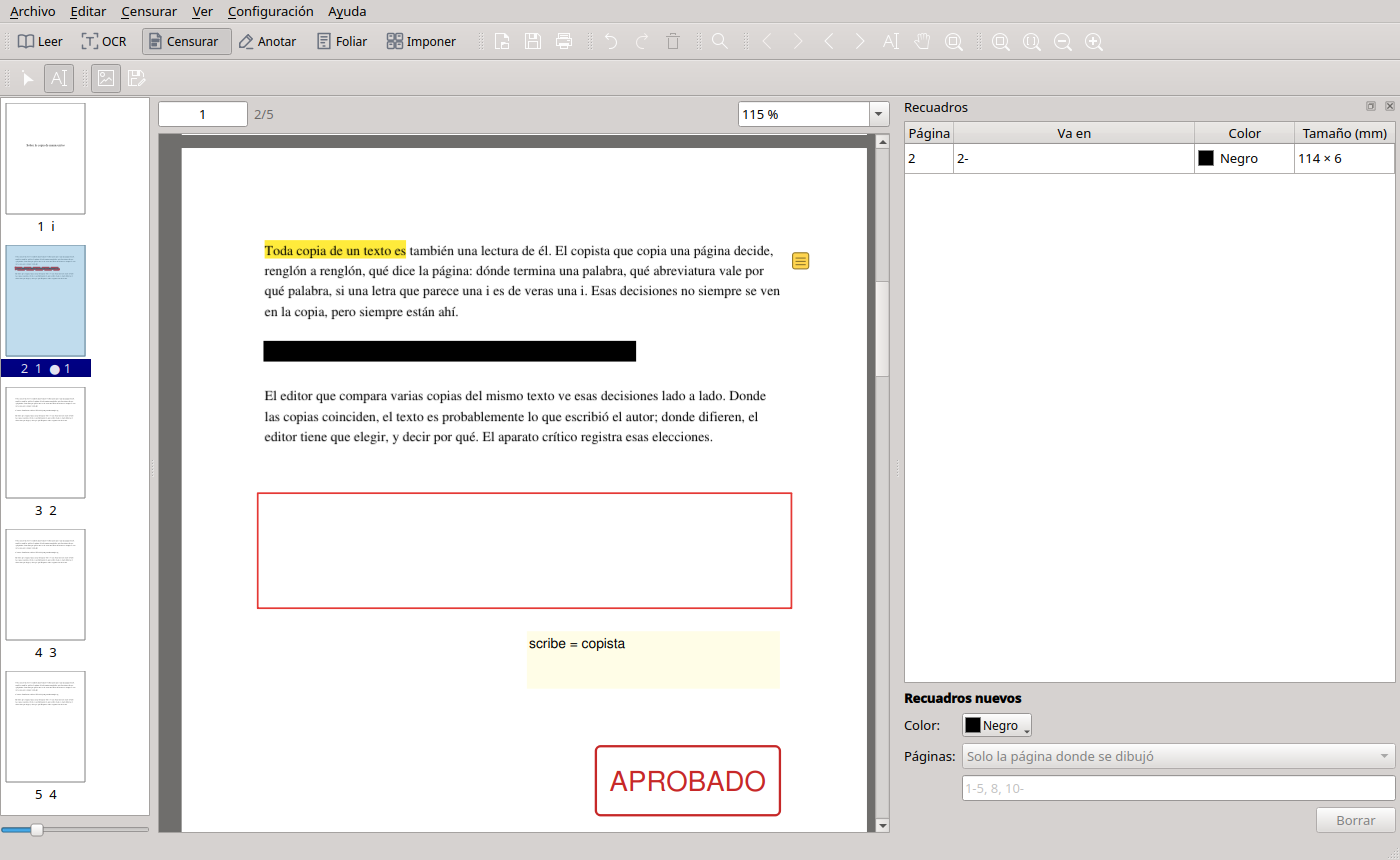 Archivo Editar Censurar Ver Configuración Ayuda
Leer OCR Censurar Anotar Foliar Imponer
1 2/5 115 %
1 i
2 1 1
3 2
4 3
5 4
Toda copia de un texto es también una lectura de él. El copista que copia una página decide,
renglón a renglón, qué dice la página: dónde termina una palabra, qué abreviatura vale por
qué palabra, si una letra que parece una i es de veras una i. Esas decisiones no siempre se ven
en la copia, pero siempre están ahí.
El editor que compara varias copias del mismo texto ve esas decisiones lado a lado. Donde
las copias coinciden, el texto es probablemente lo que escribió el autor; donde difieren, el
editor tiene que elegir, y decir por qué. El aparato crítico registra esas elecciones.
scribe = copista
APROBADO
Recuadros
Página Va en Color Tamaño (mm)
2 2- Negro 114 × 6
Recuadros nuevos
Color: Negro
Páginas: Solo la página donde se dibujó
1-5, 8, 10-
Borrar